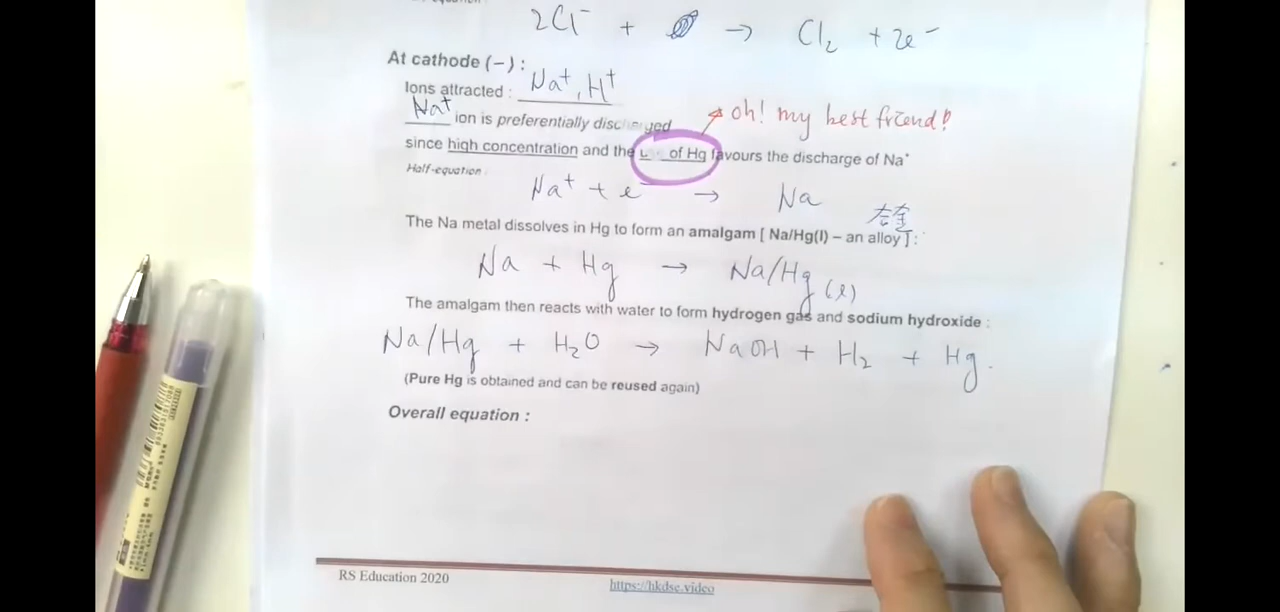 2Cl⁻ + → Cl₂ + 2e⁻
At cathode (−) :
Ions attracted : Na⁺, H⁺
Na⁺ ion is preferentially discharged
oh! my best friend!
since high concentration and the of Hg favours the discharge of Na⁺
Half-equation
Na⁺ + e⁻ → Na
The Na metal dissolves in Hg to form an amalgam [ Na/Hg(l) – an alloy ] :
Na + Hg → Na/Hg (l)
The amalgam then reacts with water to form hydrogen gas and sodium hydroxide :
Na/Hg + H₂O → NaOH + H₂ + Hg.
(Pure Hg is obtained and can be reused again)
Overall equation :
RS Education 2020
https://hkdse.video